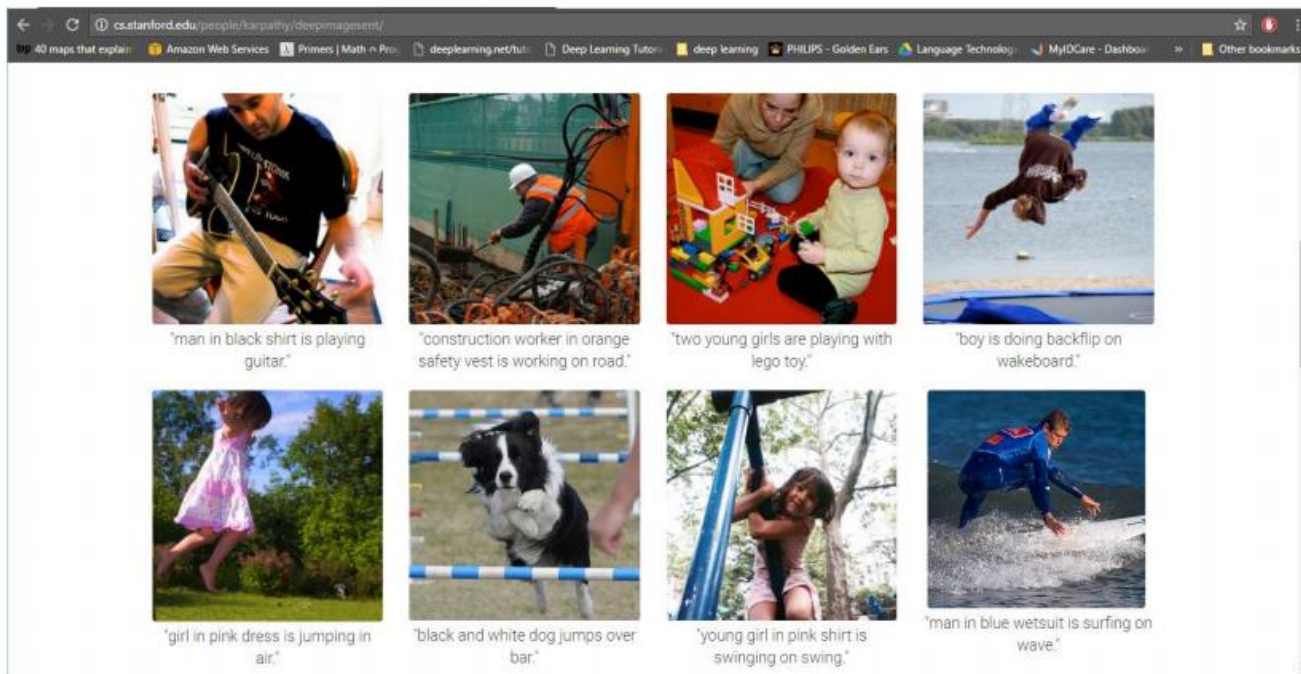 cs.stanford.edu/people/karpathy/deepimagesent/
40 maps that explain Amazon Web Services Primers | Math ∩ Pro deeplearning.net/tut Deep Learning Tutor deep learning PHILIPS - Golden Ears Language Technolog MyIDCare - Dashboa » Other bookmarks
"man in black shirt is playing
guitar."
"construction worker in orange
safety vest is working on road."
"two young girls are playing with
lego toy."
"boy is doing backflip on
wakeboard."
"girl in pink dress is jumping in
air."
"black and white dog jumps over
bar."
"young girl in pink shirt is
swinging on swing."
"man in blue wetsuit is surfing on
wave."